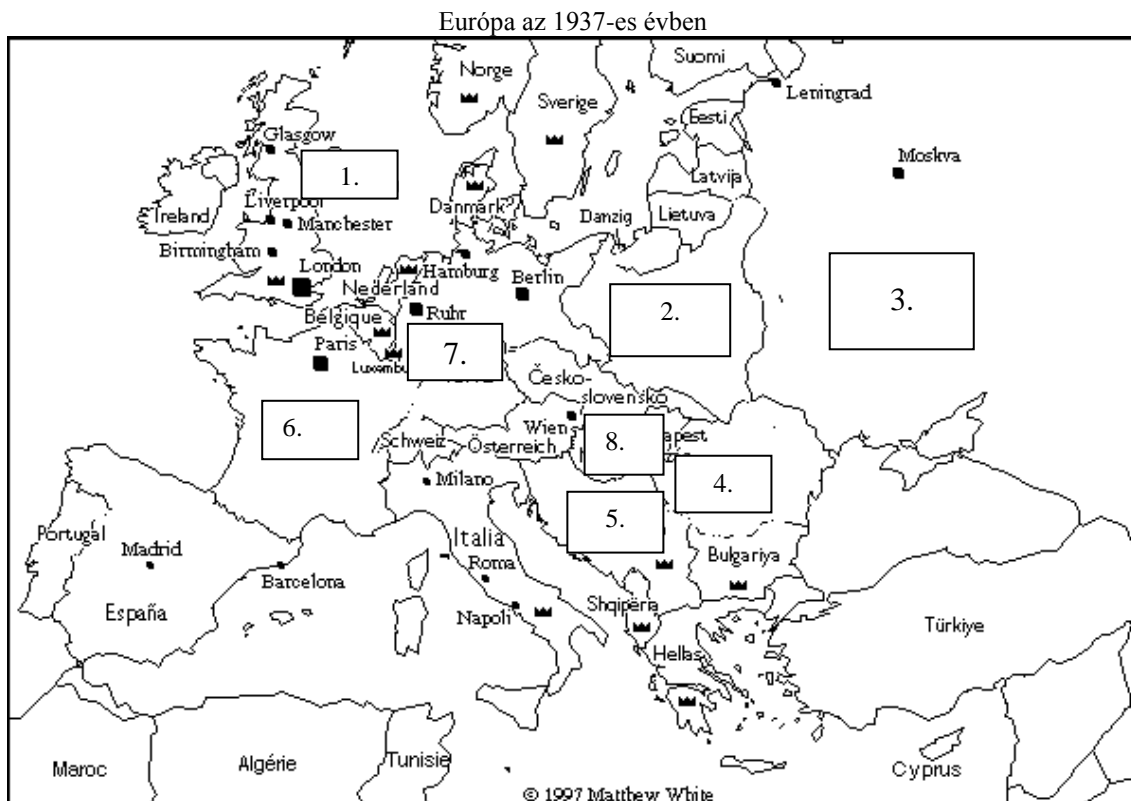 Európa az 1937-es évben
Norge
Suomi
Sverige
Leningrad
Eesti
Glasgow
Moskva
1.
Latvija
Danmark
Ireland
Liverpool
Manchester
Danzig
Lietuva
Birmingham
London
Hamburg
Berlin
Nederland
2.
3.
Belgique
Ruhr
Paris
7.
Luxembu
Česko-
slovensko
6.
Wien
8.
apest
Schweiz
Österreich
4.
Milano
5.
Portugal
Italia
Madrid
Roma
Bulgariya
Barcelona
España
Napoli
Shqipëria
Türkiye
Hellas
Maroc
Algérie
Tunisie
Cyprus
© 1997 Matthew White